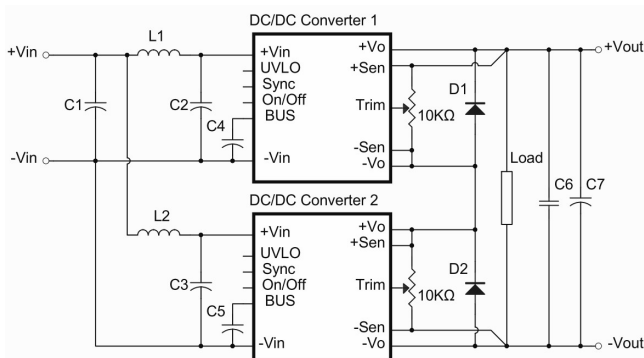 DC/DC Converter 1
L1
+Vin
+Vin
+Vo
+Vout
UVLO
+Sen
Sync
D1
C1
C2
On/Off
Trim
10KΩ
BUS
C4
-Sen
-Vin
-Vin
-Vo
Load
C6
C7
DC/DC Converter 2
L2
+Vin
+Vo
+Sen
UVLO
Sync
D2
C3
On/Off
Trim
10KΩ
BUS
C5
-Sen
-Vin
-Vo
-Vout